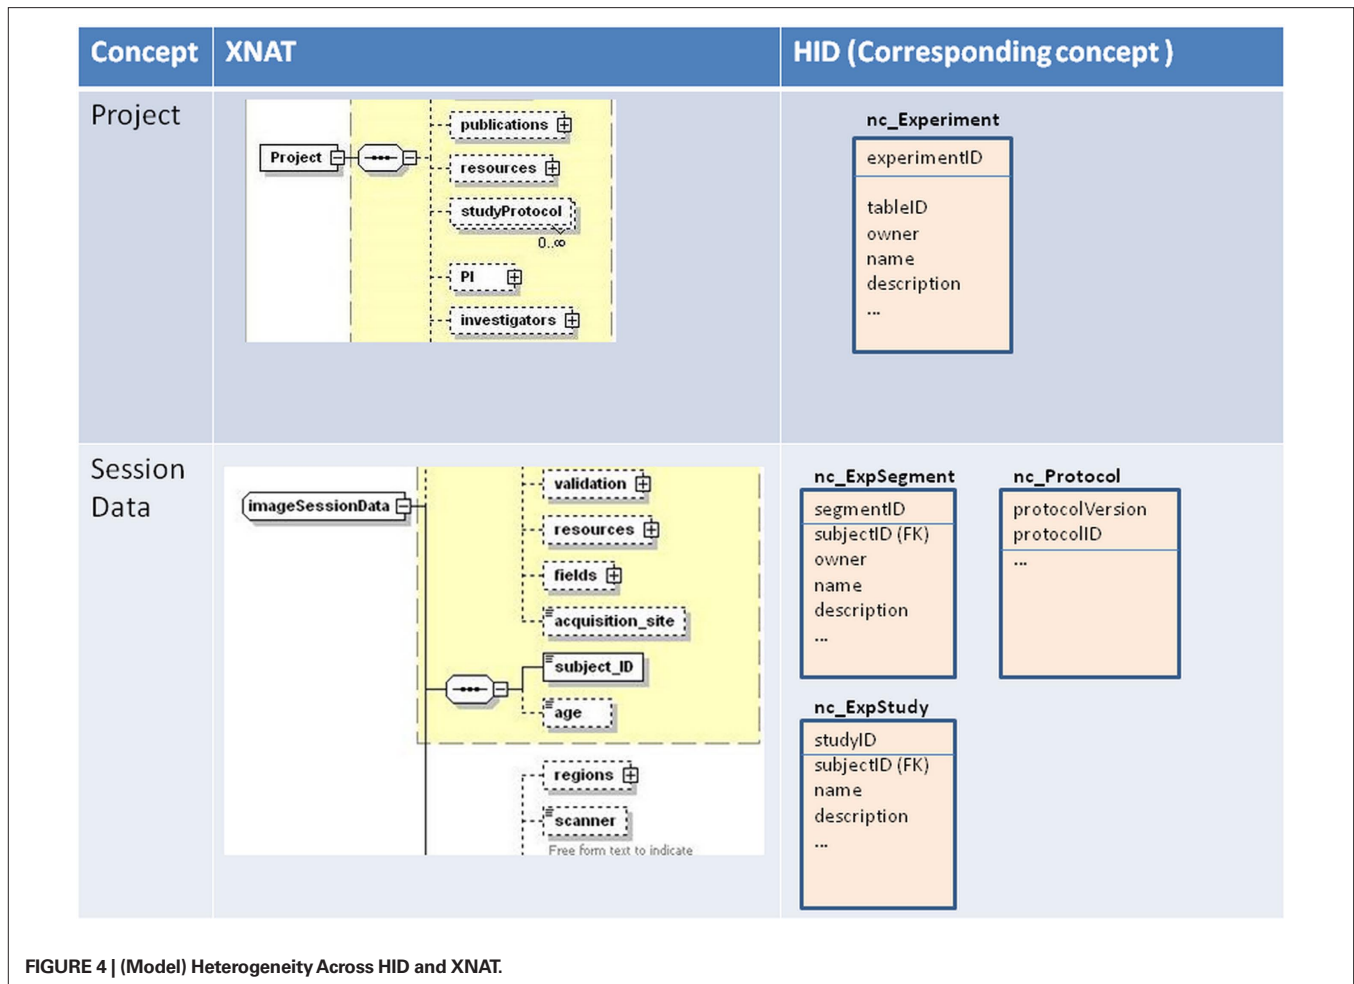 Concept XNAT HID (Corresponding concept )
Project
publications
Project
resources
studyProtocol
0..∞
PI
investigators
nc_Experiment
experimentID
tableID
owner
name
description
...
Session
Data
validation
imageSessionData
resources
fields
acquisition_site
subject_ID
age
regions
scanner
Free form text to indicate
nc_ExpSegment
segmentID
subjectID (FK)
owner
name
description
...
nc_Protocol
protocolVersion
protocolID
...
nc_ExpStudy
studyID
subjectID (FK)
name
description
...
FIGURE 4 | (Model) Heterogeneity Across HID and XNAT.